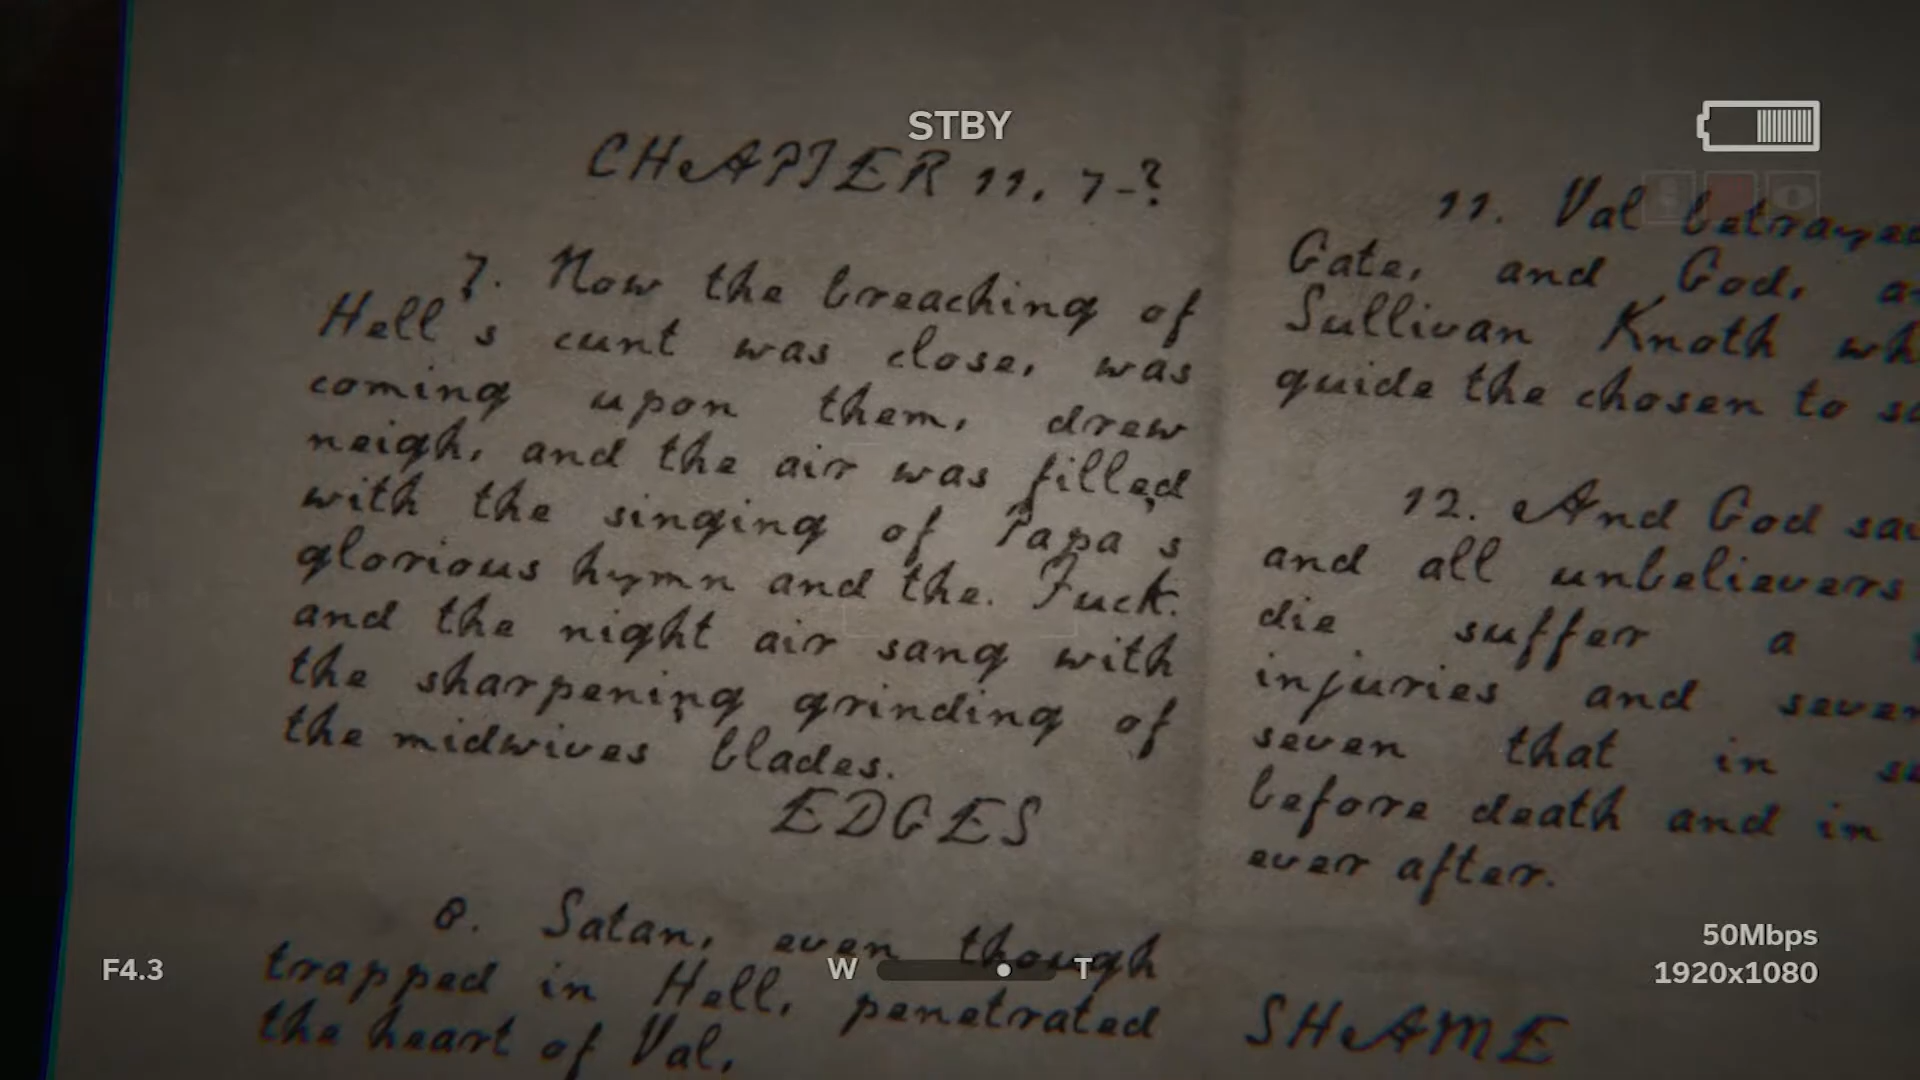 STBY
CHAPTER 11. 7-?
7. Now the breaching of
Hell's cunt was close, was
coming upon them, drew
neigh, and the air was filled
with the singing of Papa's
glorious hymn and the. Fuck.
and the night air sang with
the sharpening grinding of
the midwives blades.
EDGES
8. Satan, even though
trapped in Hell, penetrated
the heart of Val,
11. Val betrayed
Gate, and God,
Sullivan Knoth
guide the chosen to
12. And God
and all unbelievers
die suffer a
injuries and seven
seven that in
before death and in
ever after.
SHAME
F4.3
W T
50Mbps
1920x1080